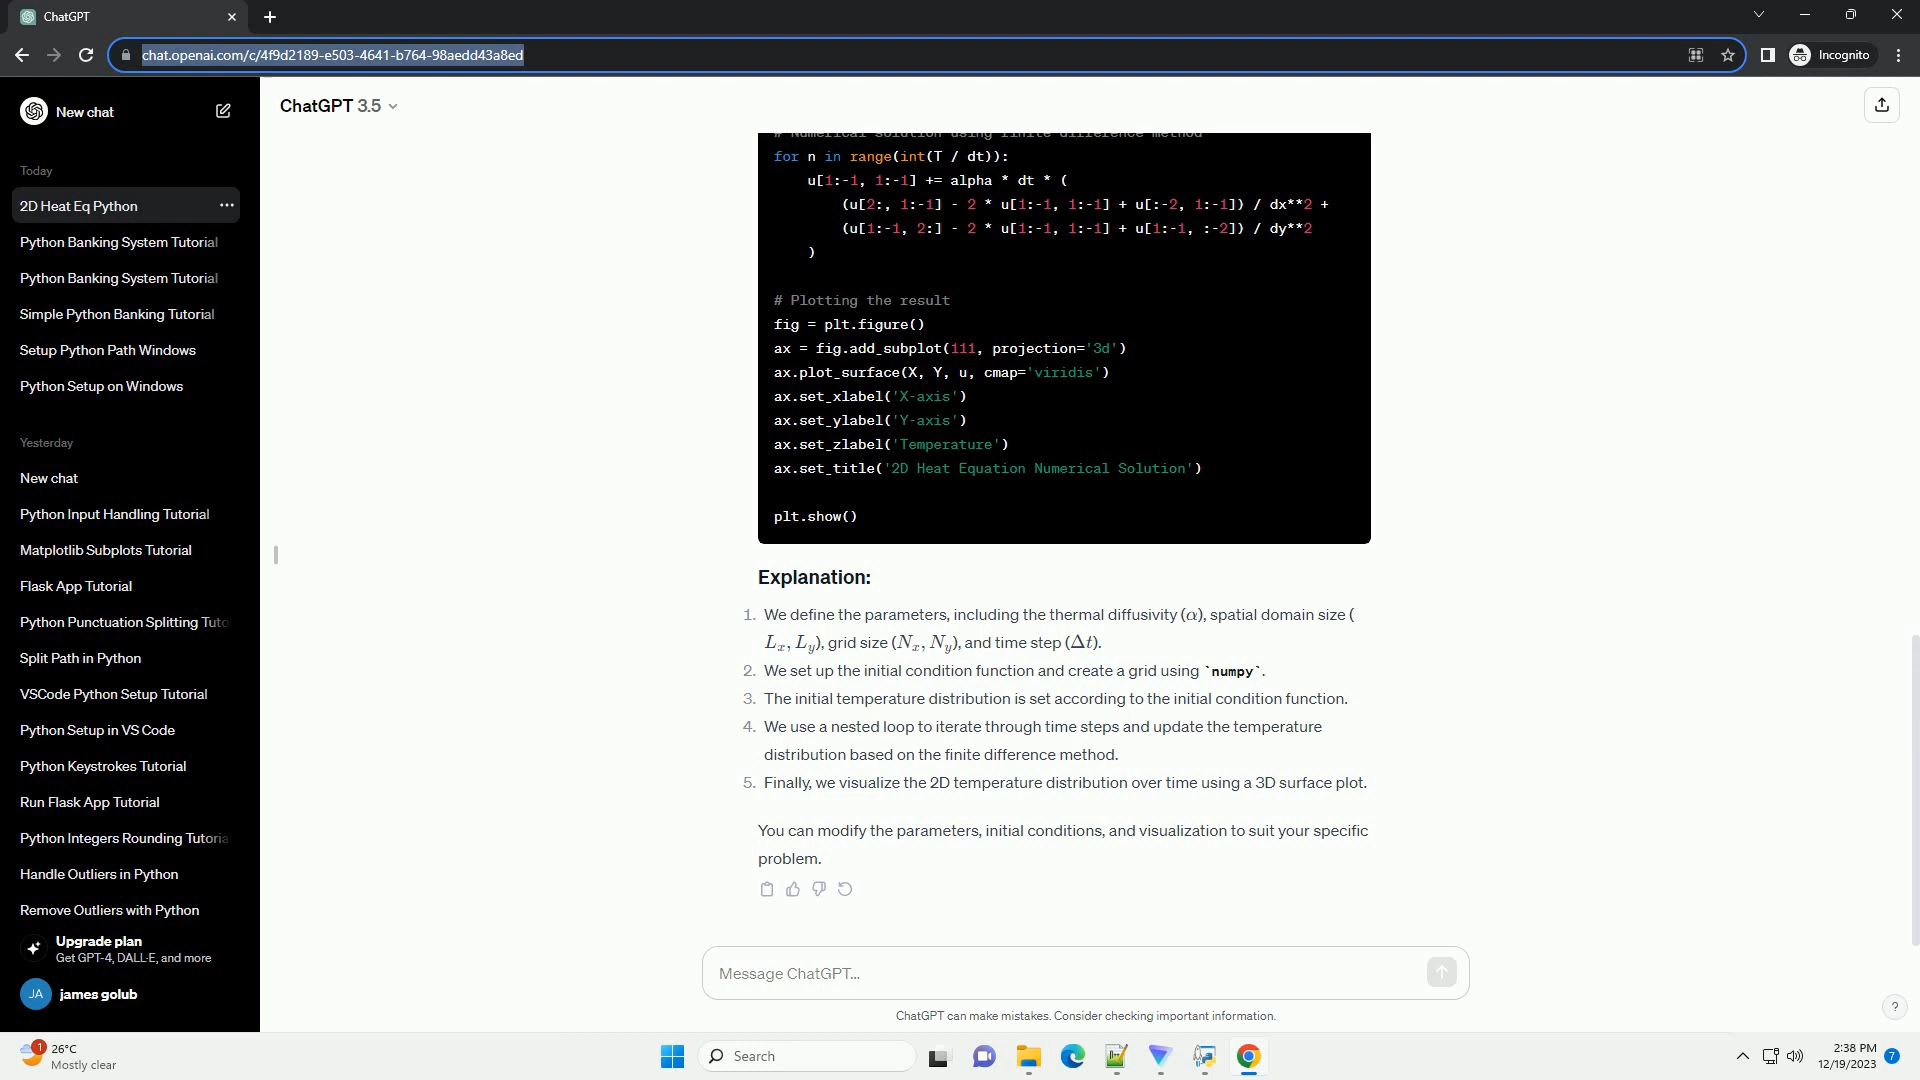 ChatGPT
chat.openai.com/c/4f9d2189-e503-4641-b764-98aedd43a8ed
Incognito
New chat
Today
2D Heat Eq Python
Python Banking System Tutorial
Python Banking System Tutorial
Simple Python Banking Tutorial
Setup Python Path Windows
Python Setup on Windows
Yesterday
New chat
Python Input Handling Tutorial
Matplotlib Subplots Tutorial
Flask App Tutorial
Python Punctuation Splitting Tuto
Split Path in Python
VSCode Python Setup Tutorial
Python Setup in VS Code
Python Keystrokes Tutorial
Run Flask App Tutorial
Python Integers Rounding Tutoria
Handle Outliers in Python
Remove Outliers with Python
Upgrade plan
Get GPT-4, DALL·E, and more
JA james golub
ChatGPT 3.5
# Numerical solution using finite difference method
for n in range(int(T / dt)):
u[1:-1, 1:-1] += alpha * dt * (
(u[2:, 1:-1] - 2 * u[1:-1, 1:-1] + u[:-2, 1:-1]) / dx**2 +
(u[1:-1, 2:] - 2 * u[1:-1, 1:-1] + u[1:-1, :-2]) / dy**2
)
# Plotting the result
fig = plt.figure()
ax = fig.add_subplot(111, projection='3d')
ax.plot_surface(X, Y, u, cmap='viridis')
ax.set_xlabel('X-axis')
ax.set_ylabel('Y-axis')
ax.set_zlabel('Temperature')
ax.set_title('2D Heat Equation Numerical Solution')
plt.show()
Explanation:
1. We define the parameters, including the thermal diffusivity (α), spatial domain size (
Lx, Ly), grid size (Nx, Ny), and time step (Δt).
2. We set up the initial condition function and create a grid using `numpy`.
3. The initial temperature distribution is set according to the initial condition function.
4. We use a nested loop to iterate through time steps and update the temperature
distribution based on the finite difference method.
5. Finally, we visualize the 2D temperature distribution over time using a 3D surface plot.
You can modify the parameters, initial conditions, and visualization to suit your specific
problem.
Message ChatGPT...
ChatGPT can make mistakes. Consider checking important information.
?
1
26°C
Mostly clear
Search
2:38 PM
12/19/2023
7